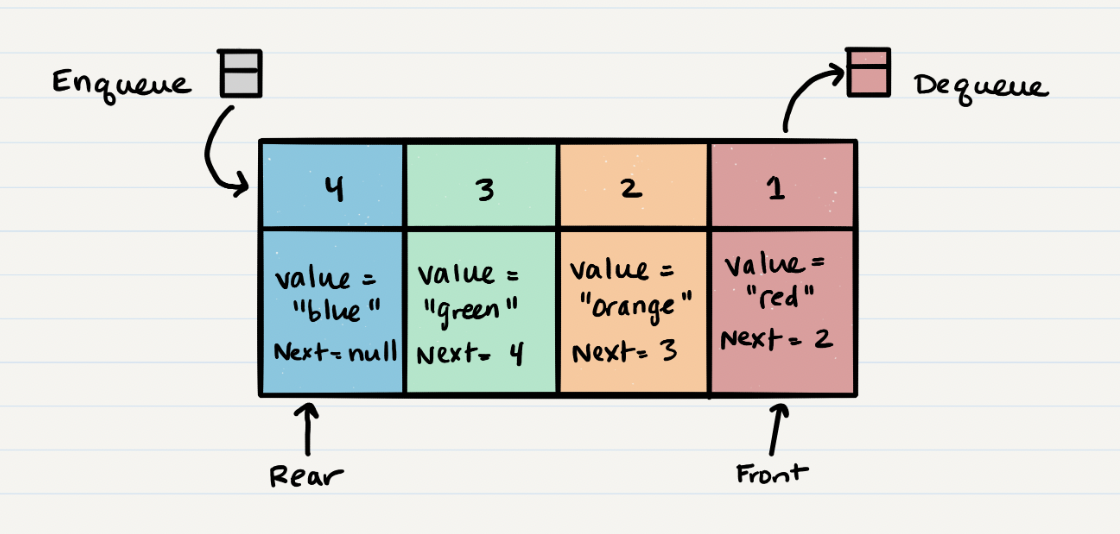 Enqueue
Dequeue
4
3
2
1
value =
"blue"
Next= null
value =
"green"
Next= 4
value =
"orange"
Next= 3
value =
"red"
Next= 2
Rear
Front